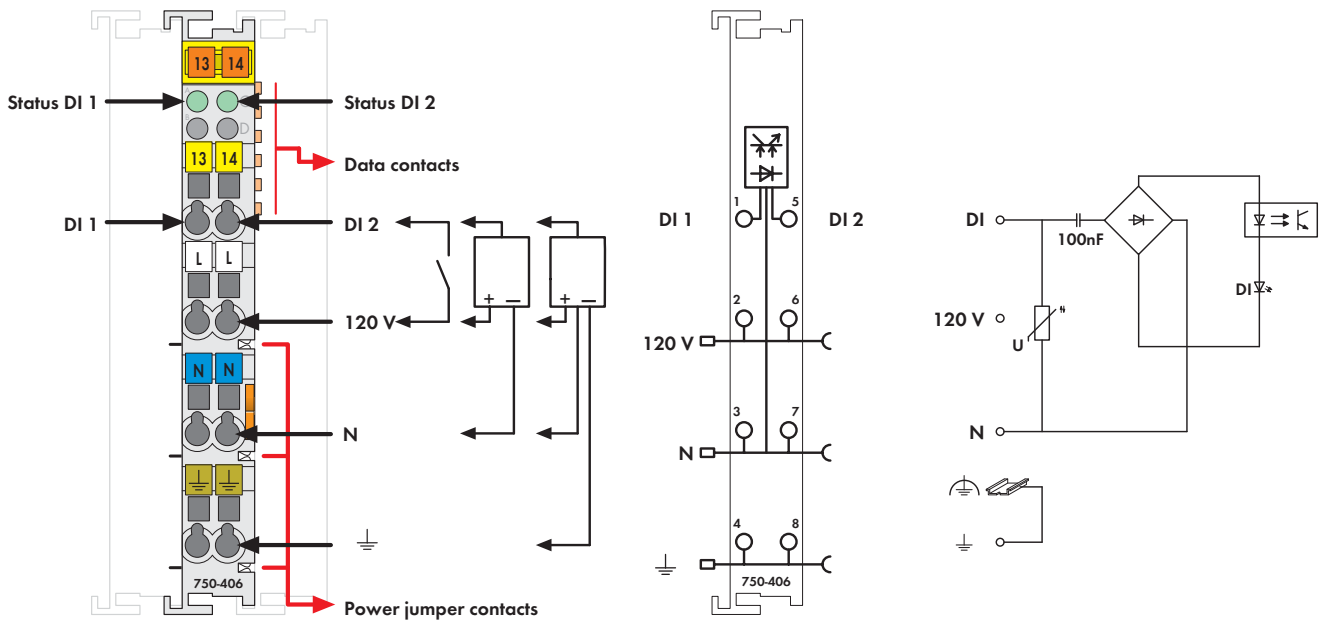 13 14
A C
B D
Status DI 1
Status DI 2
13 14
Data contacts
DI 1
DI 2
L L
+ −
+ −
120 V
N N
N
750-406
Power jumper contacts
1 5
DI 1
DI 2
2 6
120 V
3 7
N
4 8
750-406
DI
100nF
DI
120 V
U
N